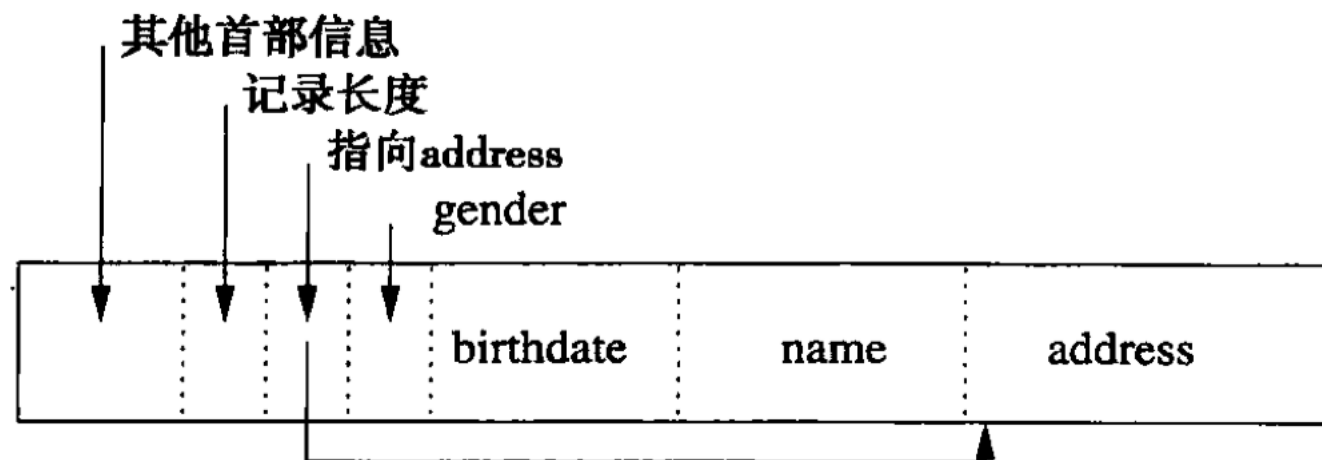 其他首部信息
记录长度
指向address
gender
birthdate name address